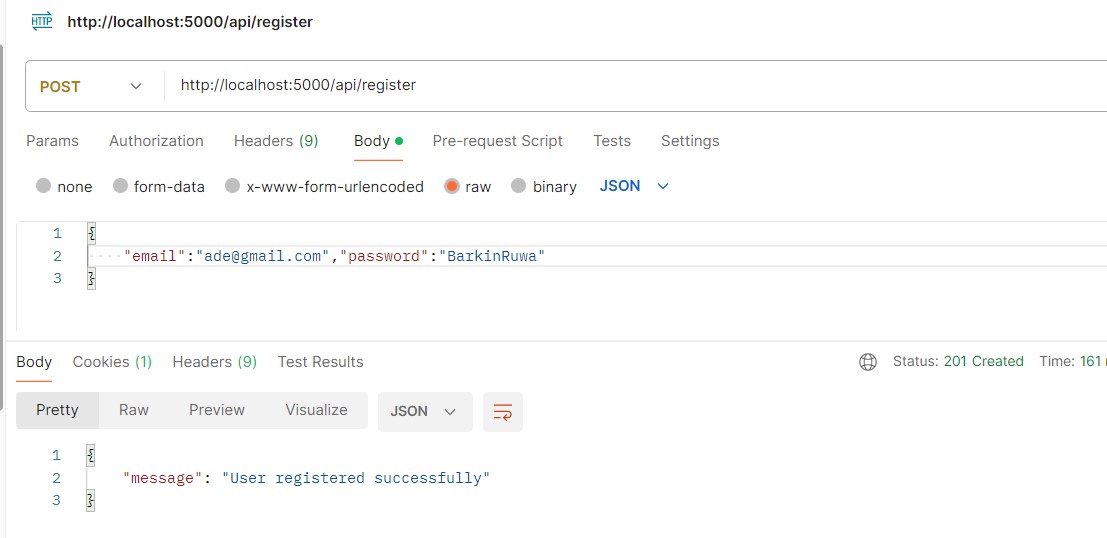 HTTP http://localhost:5000/api/register
POST http://localhost:5000/api/register
Params Authorization Headers (9) Body Pre-request Script Tests Settings
none form-data x-www-form-urlencoded raw binary JSON
1 {
2 "email":"ade@gmail.com","password":"BarkinRuwa"
3 }
Body Cookies (1) Headers (9) Test Results Status: 201 Created Time: 161
Pretty Raw Preview Visualize JSON
1 {
2 "message": "User registered successfully"
3 }